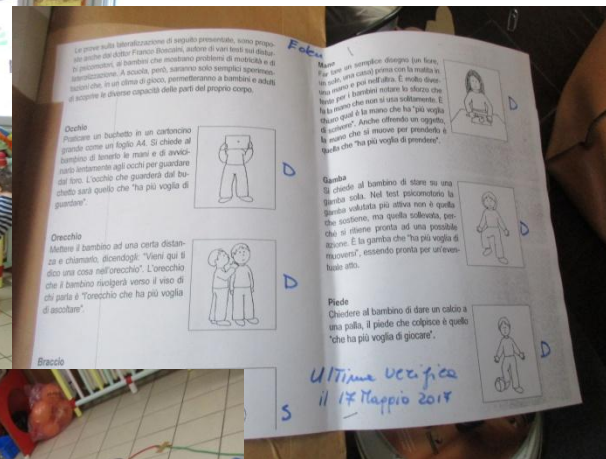 Le prove sulla lateralizzazione di seguito presentate, sono propo-
ste anche dal dottor Franco Boscaini, autore di vari testi sui distur-
bi psicomotori, ai bambini che mostrano problemi di motricità e di
lateralizzazione. A scuola, però, saranno solo semplici sperimen-
tazioni che, in un clima di gioco, permetteranno a bambini e adulti
di scoprire le diverse capacità delle parti del proprio corpo.
Occhio
Praticare un buchetto in un cartoncino
grande come un foglio A4. Si chiede al
bambino di tenerlo le mani e di avvici-
narlo lentamente agli occhi per guardare
dal foro. L'occhio che guarderà dal bu-
chetto sarà quello che "ha più voglia di
guardare".
D
Orecchio
Mettere il bambino ad una certa distan-
za e chiamarlo, dicendogli: "Vieni qui ti
dico una cosa nell'orecchio". L'orecchio
che il bambino rivolgerà verso il viso di
chi parla è "l'orecchio che ha più voglia
di ascoltare".
D
Braccio
S
Mano
Far fare un semplice disegno (un fiore,
un sole, una casa) prima con la matita in
una mano e poi nell'altra. È molto diver-
tente per i bambini notare lo sforzo che
fa la mano che non si usa solitamente. È
chiaro qual è la mano che ha "più voglia
di scrivere". Anche offrendo un oggetto,
la mano che si muove per prenderlo è
quella che "ha più voglia di prendere".
D
Gamba
Si chiede al bambino di stare su una
gamba sola. Nel test psicomotorio la
gamba valutata più attiva non è quella
che sostiene, ma quella sollevata, per-
ché si ritiene pronta ad una possibile
azione. È la gamba che "ha più voglia di
muoversi", essendo pronta per un'even-
tuale atto.
D
Piede
Chiedere al bambino di dare un calcio a
una palla, il piede che colpisce è quello
"che ha più voglia di giocare".
D
Ultima verifica
il 17 Maggio 2017